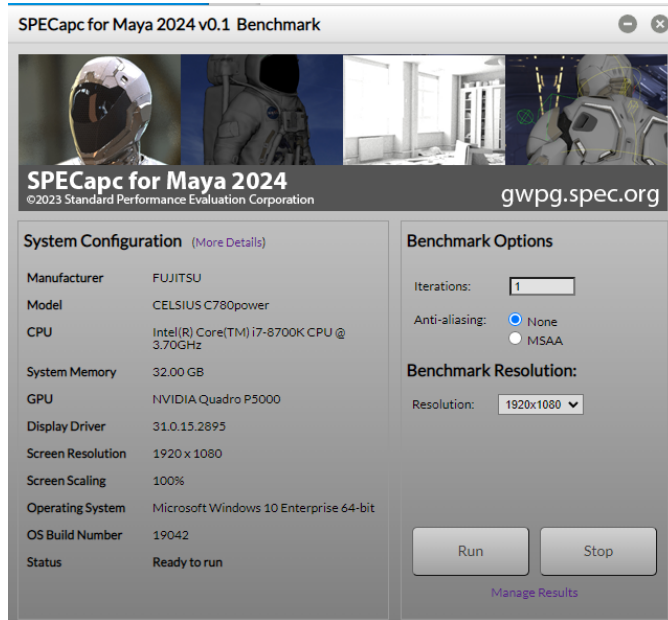 SPECapc for Maya 2024 v0.1 Benchmark
SPECapc for Maya 2024
©2023 Standard Performance Evaluation Corporation
gwpg.spec.org
System Configuration (More Details)
Manufacturer FUJITSU
Model CELSIUS C780power
CPU Intel(R) Core(TM) i7-8700K CPU @
3.70GHz
System Memory 32.00 GB
GPU NVIDIA Quadro P5000
Display Driver 31.0.15.2895
Screen Resolution 1920 x 1080
Screen Scaling 100%
Operating System Microsoft Windows 10 Enterprise 64-bit
OS Build Number 19042
Status Ready to run
Benchmark Options
Iterations: 1
Anti-aliasing: None
MSAA
Benchmark Resolution:
Resolution: 1920x1080
Run Stop
Manage Results